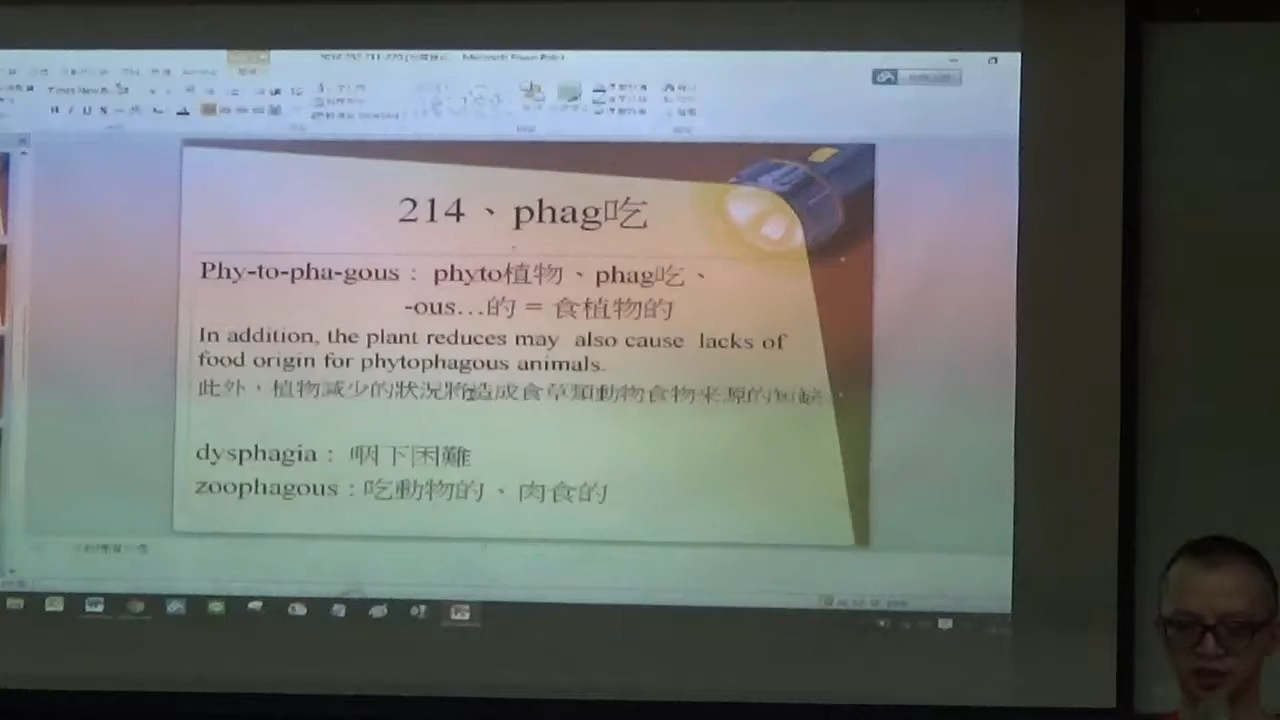 Microsoft PowerPoint
214、phag吃
Phy-to-pha-gous： phyto植物、phag吃、
-ous…的 = 食植物的
In addition, the plant reduces may also cause lacks of
food origin for phytophagous animals.
此外，植物減少的狀況將造成食草類動物食物來源的短缺
dysphagia： 咽下困難
zoophagous：吃動物的、肉食的